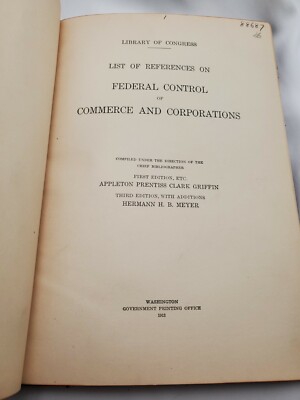 LIBRARY OF CONGRESS
LIST OF REFERENCES ON
FEDERAL CONTROL
OF
COMMERCE AND CORPORATIONS
COMPILED UNDER THE DIRECTION OF THE
CHIEF BIBLIOGRAPHER
FIRST EDITION, ETC.
APPLETON PRENTISS CLARK GRIFFIN
THIRD EDITION, WITH ADDITIONS
HERMANN H. B. MEYER
WASHINGTON
GOVERNMENT PRINTING OFFICE